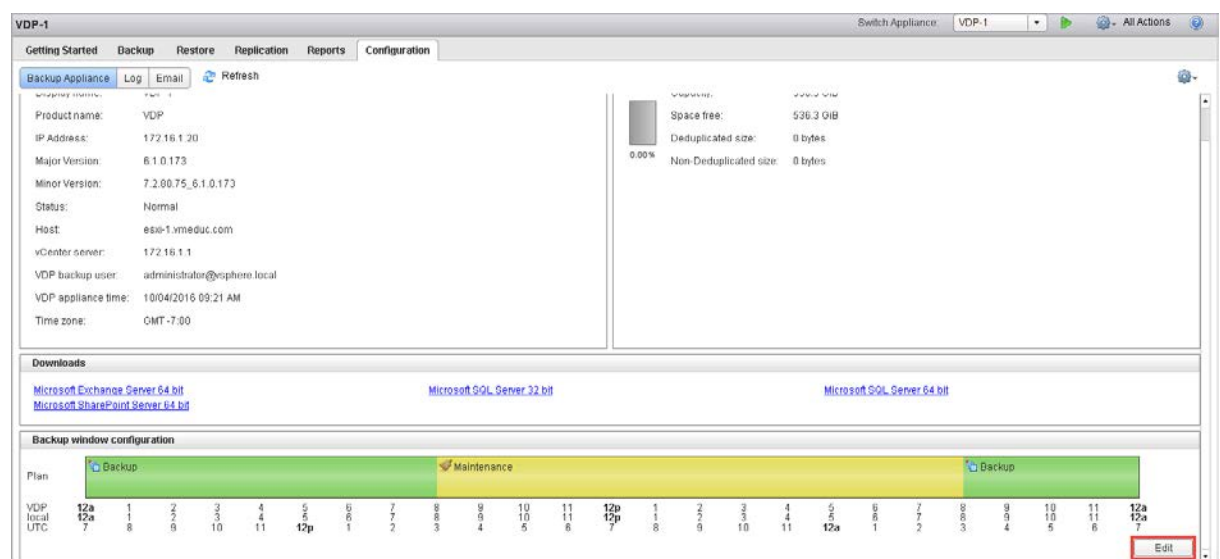 VDP-1 Switch Appliance: VDP-1 All Actions
Getting Started Backup Restore Replication Reports Configuration
Backup Appliance Log Email Refresh
Display name: VDP-1
Capacity:
Product name: VDP
Space free: 536.3 GiB
IP Address: 172.16.1.20
Deduplicated size: 0 bytes
Major Version: 6.1.0.173
0.00%
Non-Deduplicated size: 0 bytes
Minor Version: 7.2.80.75_6.1.0.173
Status: Normal
Host: esxi-1.vmeduc.com
vCenter server: 172.16.1.1
VDP backup user: administrator@vsphere.local
VDP appliance time: 10/04/2016 09:21 AM
Time zone: GMT -7:00
Downloads
Microsoft Exchange Server 64 bit Microsoft SQL Server 32 bit Microsoft SQL Server 64 bit
Microsoft SharePoint Server 64 bit
Backup window configuration
Plan Backup Maintenance Backup
VDP 12a 1 2 3 4 5 6 7 8 9 10 11 12p 1 2 3 4 5 6 7 8 9 10 11 12a
local 12a 1 2 3 4 5 6 7 8 9 10 11 12p 1 2 3 4 5 6 7 8 9 10 11 12a
UTC 7 8 9 10 11 12p 1 2 3 4 5 6 7 8 9 10 11 12a 1 2 3 4 5 6 7
Edit